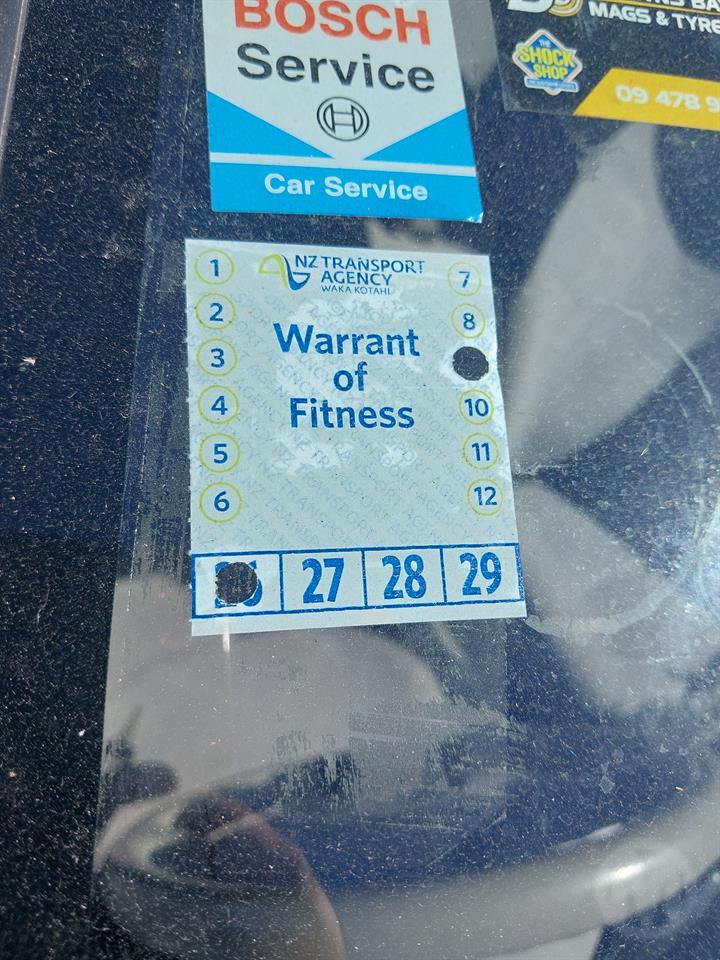 BOSCH
Service
Car Service
MAGS & TYRE
THE
SHOCK
SHOP
09 478 9
NZ TRANSPORT
AGENCY
WAKA KOTAHI
Warrant
of
Fitness
1
2
3
4
5
6
7
8
10
11
12
27 28 29